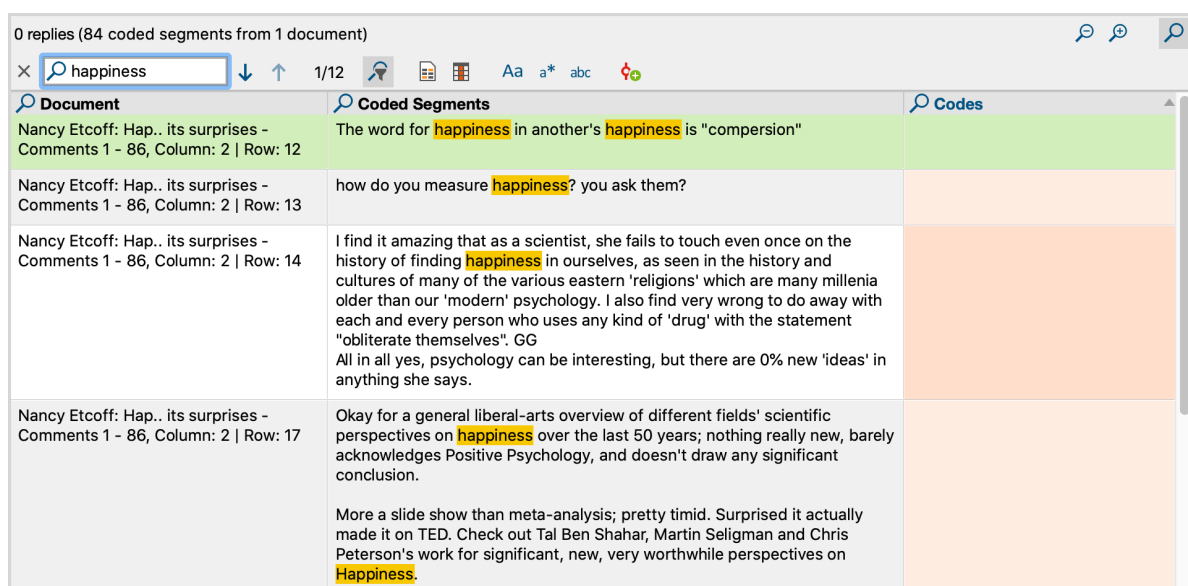 0 replies (84 coded segments from 1 document)
happiness
1/12
Aa a* abc
Document
Coded Segments
Codes
Nancy Etcoff: Hap.. its surprises -
Comments 1 - 86, Column: 2 | Row: 12
The word for happiness in another's happiness is "compersion"
Nancy Etcoff: Hap.. its surprises -
Comments 1 - 86, Column: 2 | Row: 13
how do you measure happiness? you ask them?
Nancy Etcoff: Hap.. its surprises -
Comments 1 - 86, Column: 2 | Row: 14
I find it amazing that as a scientist, she fails to touch even once on the
history of finding happiness in ourselves, as seen in the history and
cultures of many of the various eastern 'religions' which are many millenia
older than our 'modern' psychology. I also find very wrong to do away with
each and every person who uses any kind of 'drug' with the statement
"obliterate themselves". GG
All in all yes, psychology can be interesting, but there are 0% new 'ideas' in
anything she says.
Nancy Etcoff: Hap.. its surprises -
Comments 1 - 86, Column: 2 | Row: 17
Okay for a general liberal-arts overview of different fields' scientific
perspectives on happiness over the last 50 years; nothing really new, barely
acknowledges Positive Psychology, and doesn't draw any significant
conclusion.
More a slide show than meta-analysis; pretty timid. Surprised it actually
made it on TED. Check out Tal Ben Shahar, Martin Seligman and Chris
Peterson's work for significant, new, very worthwhile perspectives on
Happiness.